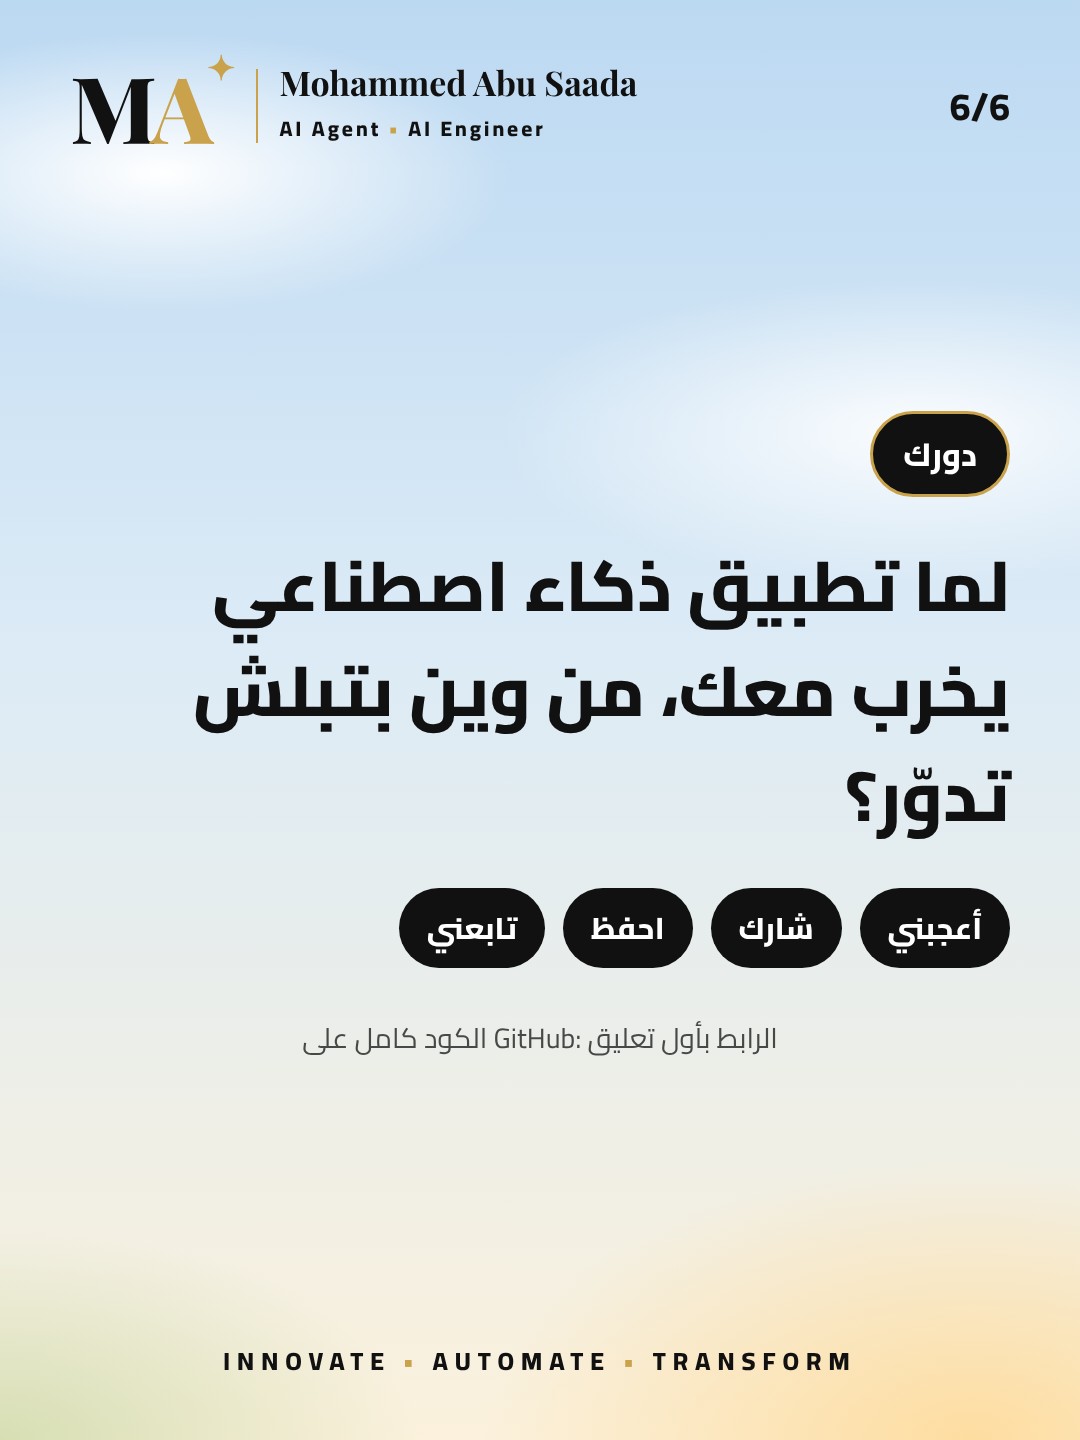 MA
Mohammed Abu Saada
AI Agent ▪ AI Engineer
6/6
دورك
لما تطبيق ذكاء اصطناعي
يخرب معك، من وين بتبلش
تدوّر؟
أعجبني
شارك
احفظ
تابعني
الكود كامل على GitHub: الرابط بأول تعليق
INNOVATE ▪ AUTOMATE ▪ TRANSFORM